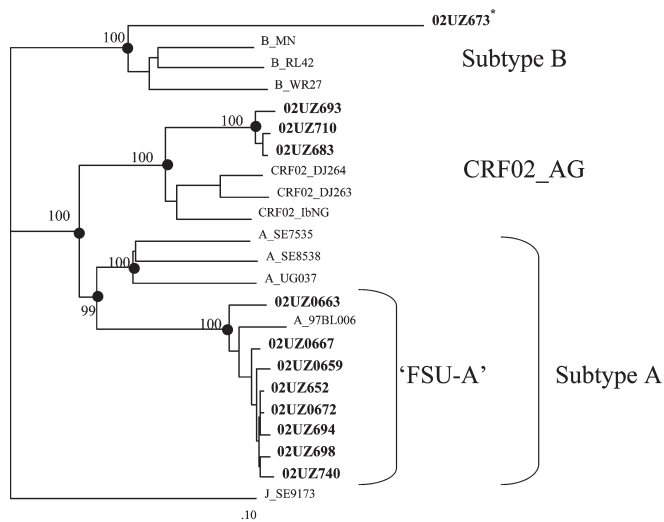 02UZ673*
100
B_MN
B_RL42
Subtype B
B_WR27
02UZ693
100
02UZ710
02UZ683
100
CRF02_DJ264
CRF02_AG
CRF02_DJ263
CRF02_IbNG
100
A_SE7535
A_SE8538
100
A_UG037
99
02UZ0663
100
A_97BL006
02UZ0667
02UZ0659
'FSU-A'
Subtype A
02UZ652
02UZ0672
02UZ694
02UZ698
02UZ740
J_SE9173
.10